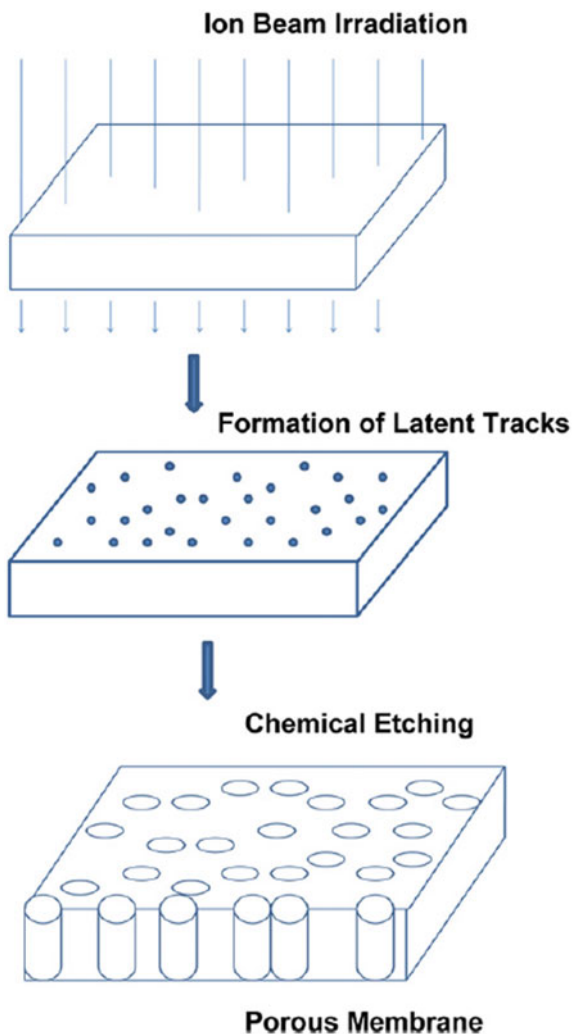 Ion Beam Irradiation
Formation of Latent Tracks
Chemical Etching
Porous Membrane